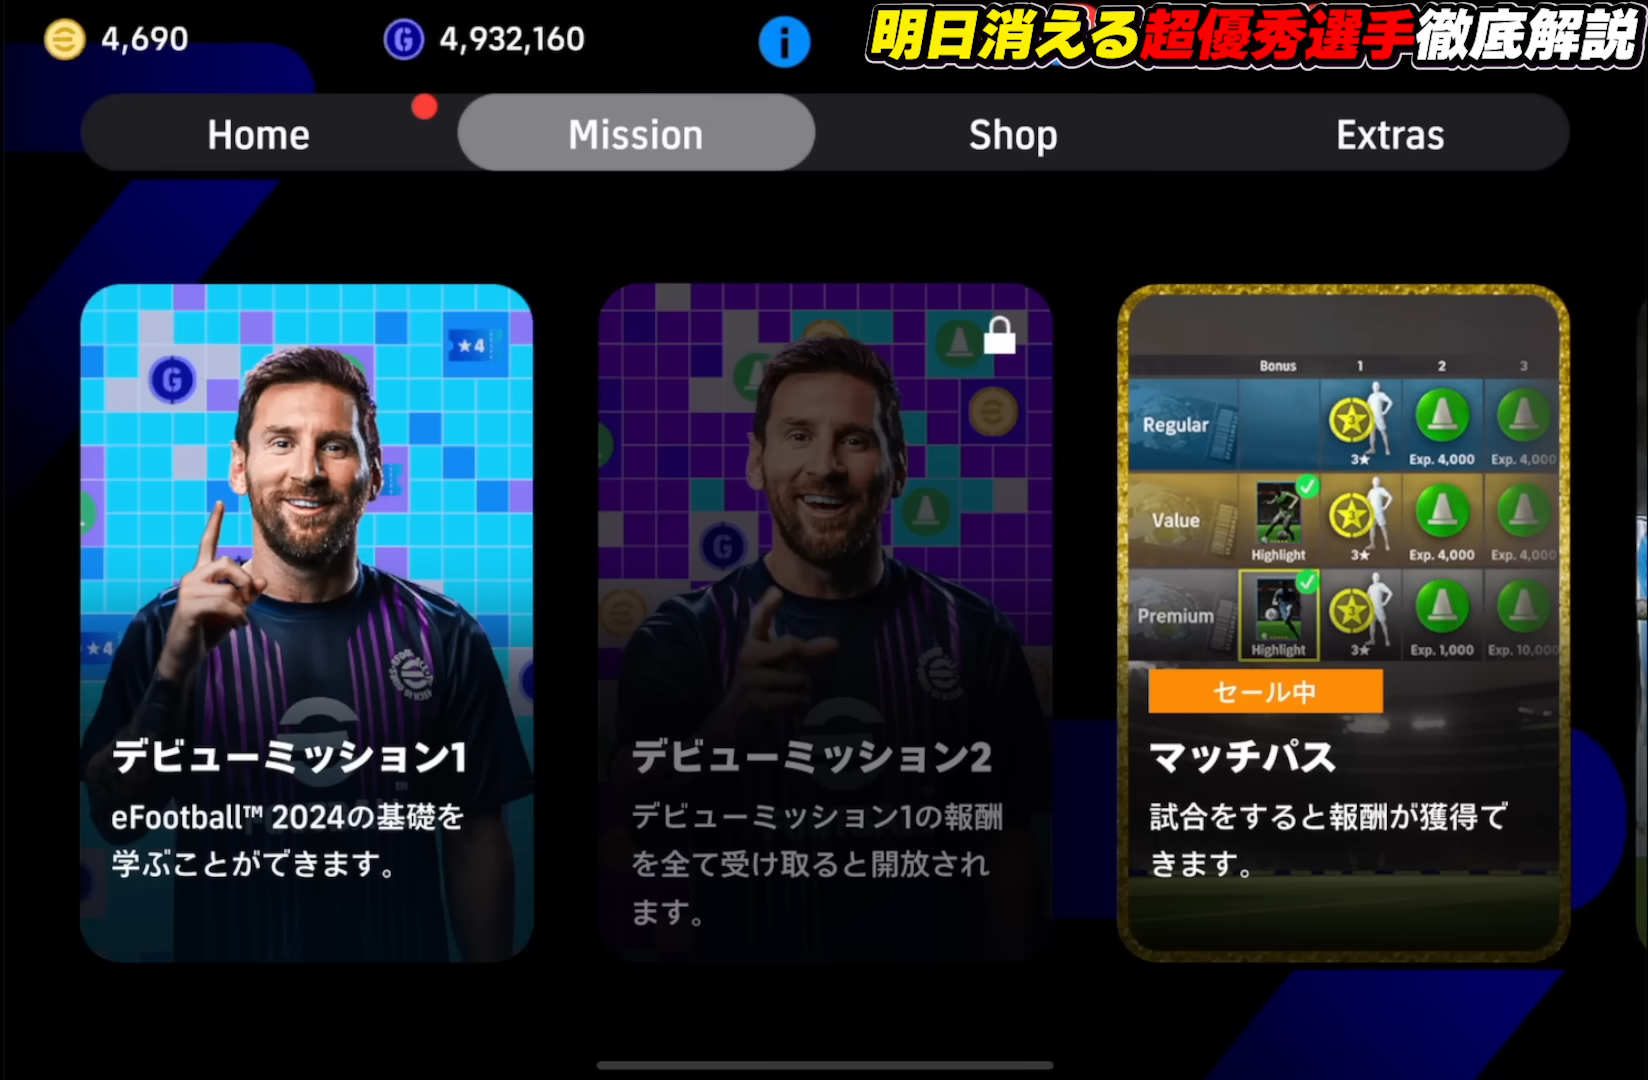 4,690
4,932,160
明日消える超優秀選手徹底解説
Home
Mission
Shop
Extras
★4
G
★4
デビューミッション1
eFootball™ 2024の基礎を
学ぶことができます。
G
デビューミッション2
デビューミッション1の報酬
を全て受け取ると開放され
ます。
Bonus 1 2 3
Regular
3
3★ Exp. 4,000 Exp. 4,000
Value
3
Highlight 3★ Exp. 4,000 Exp. 4,000
Premium
3
Highlight 3★ Exp. 1,000 Exp. 10,000
セール中
マッチパス
試合をすると報酬が獲得で
きます。